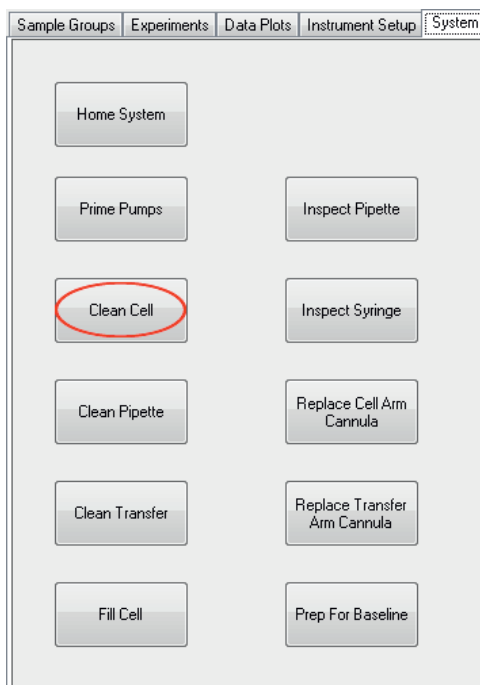 Sample Groups Experiments Data Plots Instrument Setup System
Home System
Prime Pumps Inspect Pipette
Clean Cell Inspect Syringe
Clean Pipette Replace Cell Arm
Cannula
Clean Transfer Replace Transfer
Arm Cannula
Fill Cell Prep For Baseline